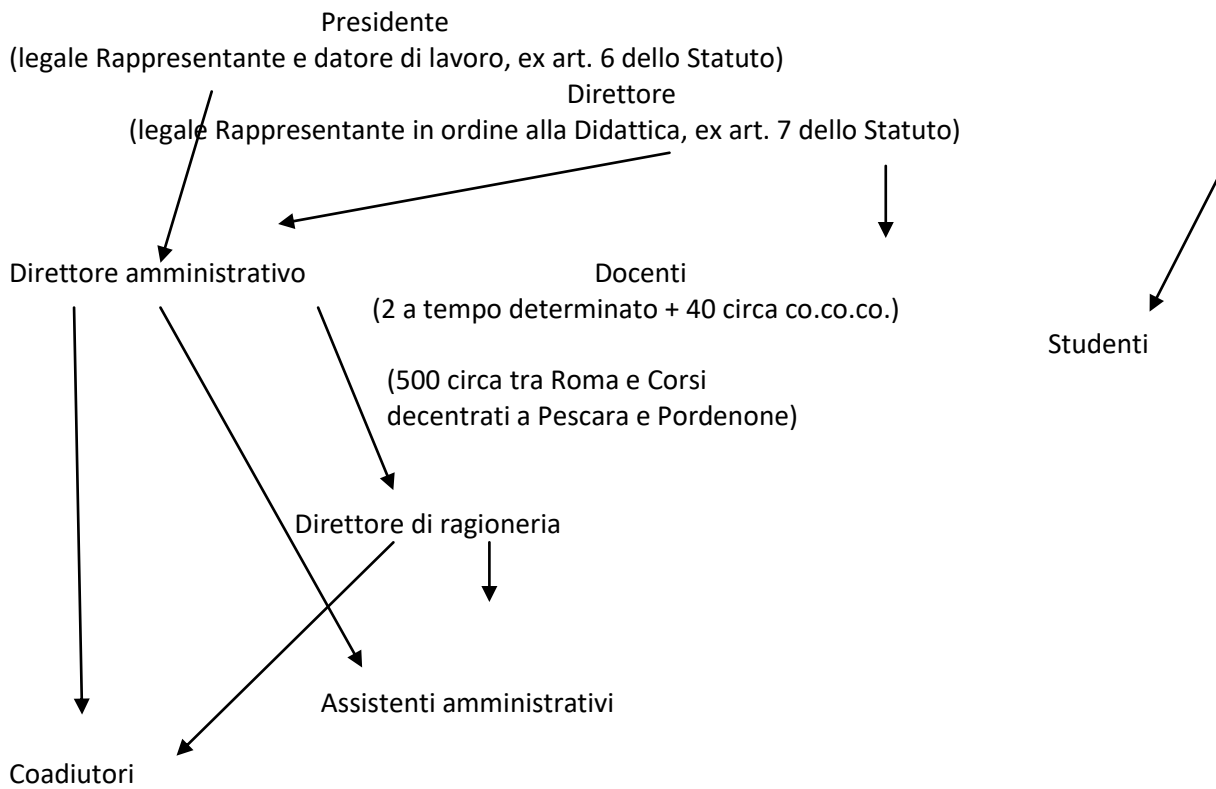 Presidente
(legale Rappresentante e datore di lavoro, ex art. 6 dello Statuto)
Direttore
(legale Rappresentante in ordine alla Didattica, ex art. 7 dello Statuto)
Direttore amministrativo
Docenti
(2 a tempo determinato + 40 circa co.co.co.)
Studenti
(500 circa tra Roma e Corsi
decentrati a Pescara e Pordenone)
Direttore di ragioneria
Assistenti amministrativi
Coadiutori